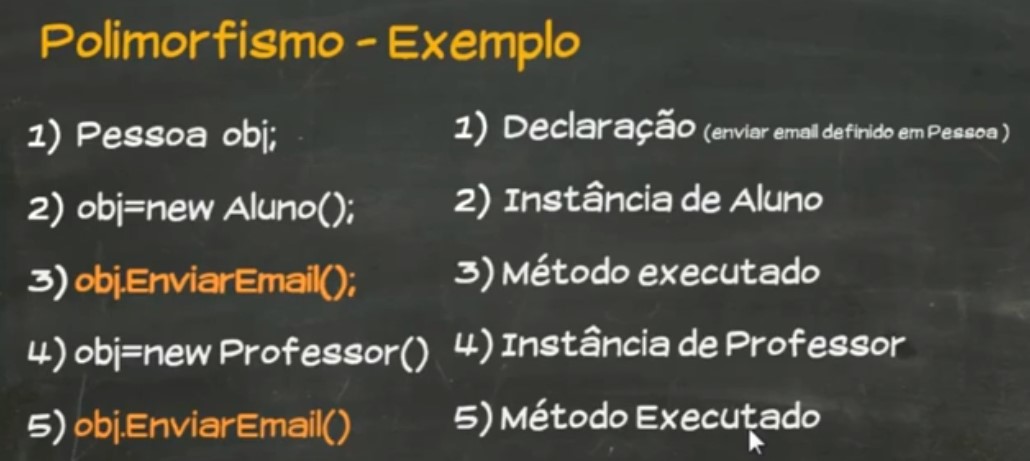 Polimorfismo - Exemplo
1) Pessoa obj;
1) Declaração (enviar email definido em Pessoa)
2) obj=new Aluno();
2) Instância de Aluno
3) obj.EnviarEmail();
3) Método executado
4) obj=new Professor()
4) Instância de Professor
5) obj.EnviarEmail()
5) Método Executado